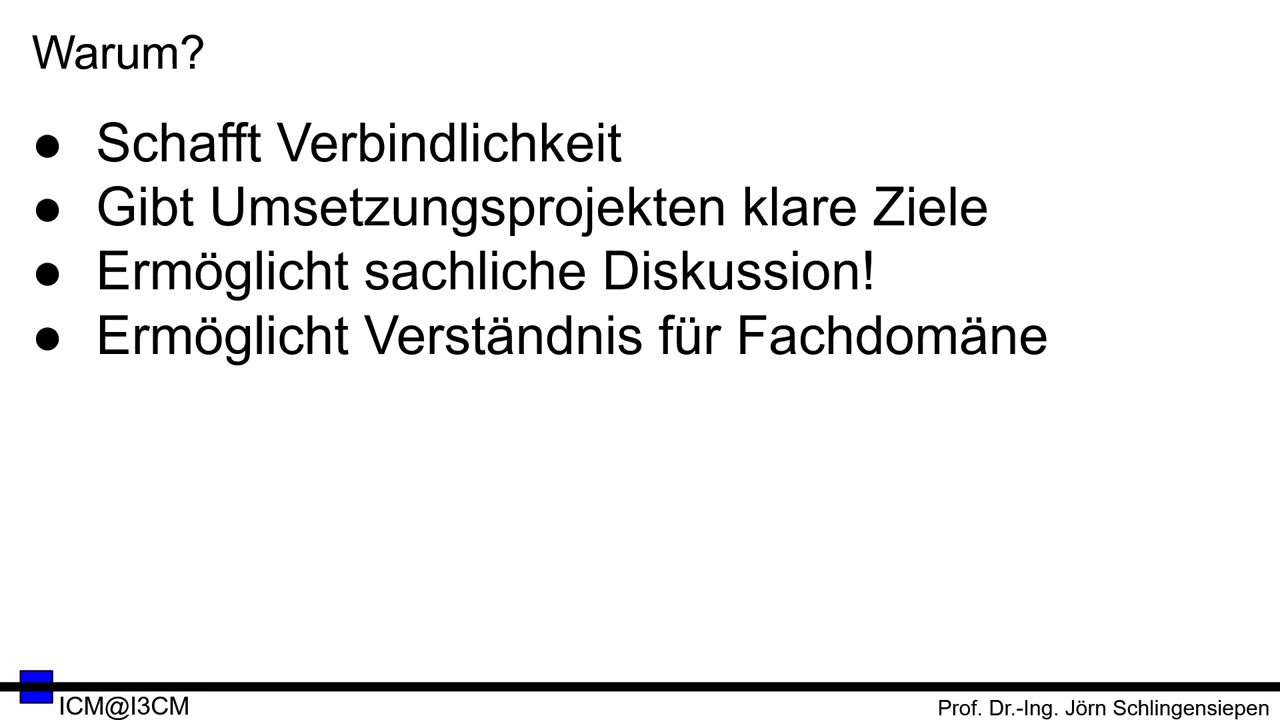 Warum?
● Schafft Verbindlichkeit
● Gibt Umsetzungsprojekten klare Ziele
● Ermöglicht sachliche Diskussion!
● Ermöglicht Verständnis für Fachdomäne
ICM@I3CM
Prof. Dr.-Ing. Jörn Schlingensiepen